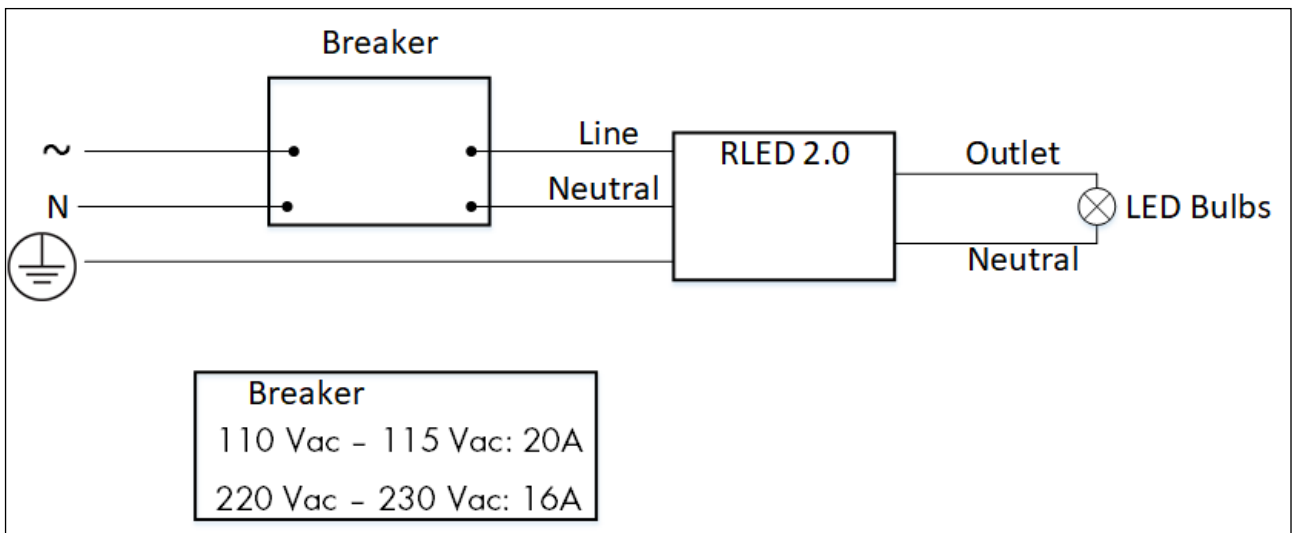 Breaker
~
Line
RLED 2.0
Outlet
N
Neutral
LED Bulbs
Neutral
Breaker
110 Vac – 115 Vac: 20A
220 Vac – 230 Vac: 16A